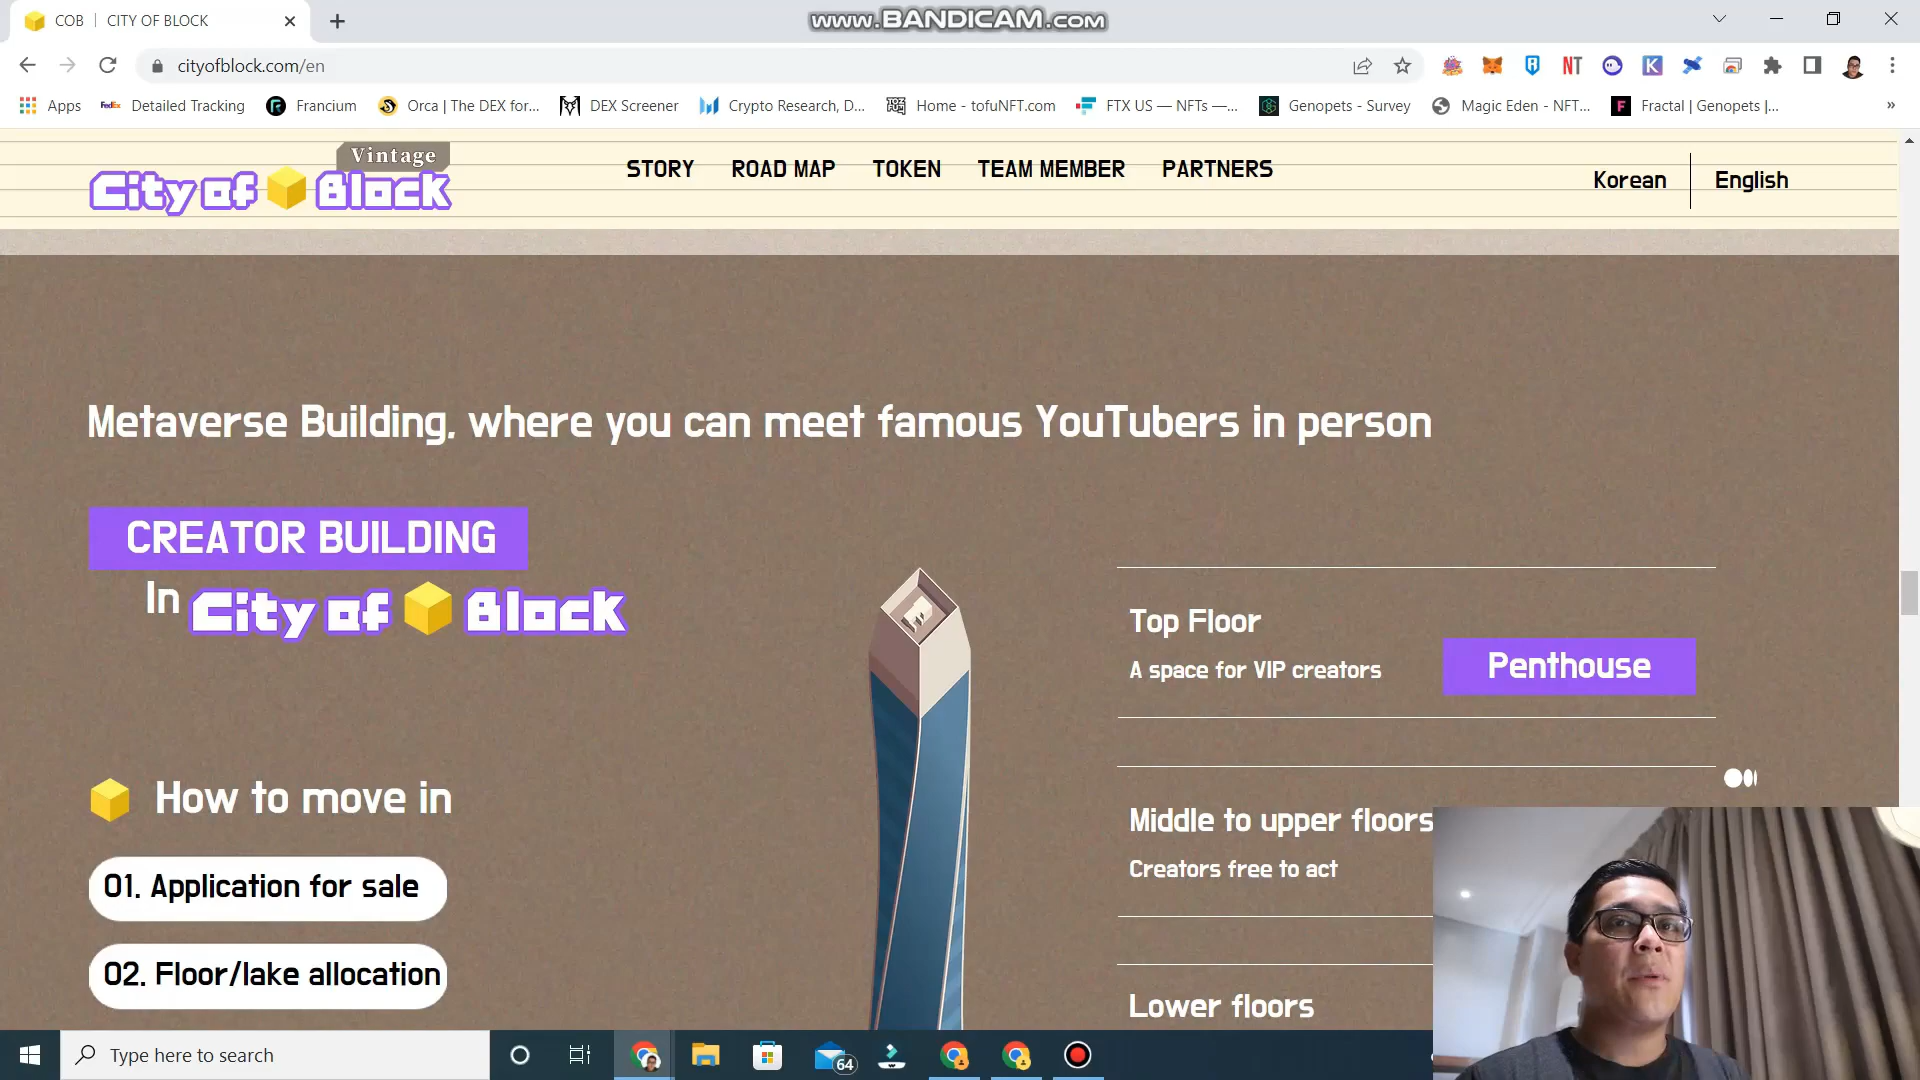 COB | CITY OF BLOCK
www.BANDICAM.com
cityofblock.com/en
Apps
Detailed Tracking
Francium
Orca | The DEX for...
DEX Screener
Crypto Research, D...
Home - tofuNFT.com
FTX US — NFTs —...
Genopets - Survey
Magic Eden - NFT...
Fractal | Genopets |...
Vintage
City of Block
STORY
ROAD MAP
TOKEN
TEAM MEMBER
PARTNERS
Korean
English
Metaverse Building, where you can meet famous YouTubers in person
CREATOR BUILDING
In City of Block
Top Floor
A space for VIP creators
Penthouse
How to move in
Middle to upper floors
Creators free to act
01. Application for sale
02. Floor/lake allocation
Lower floors
Type here to search
64